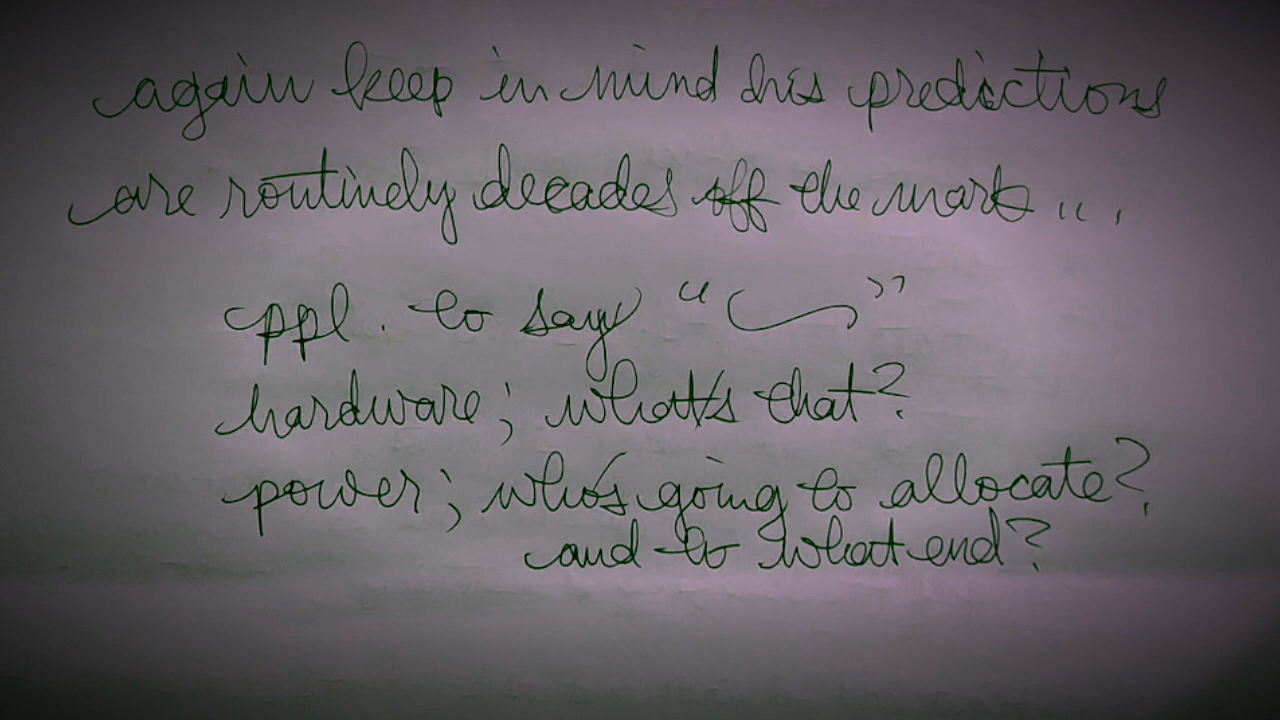 again keep in mind his predictions
are routinely decades off the mark...
ppl. to say " "
hardware; what's that?
power; who's going to allocate?
and to what end?